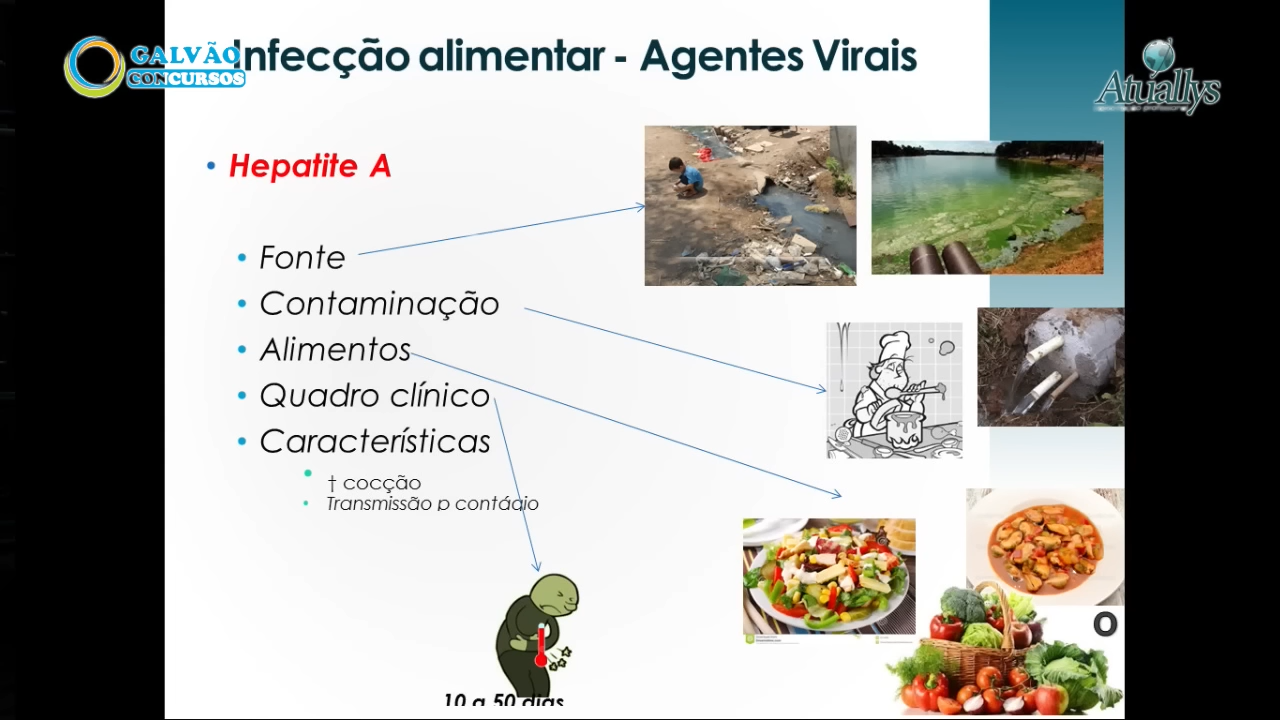 GALVÃO
CONCURSOS
Infecção alimentar - Agentes Virais
Atuallys
• Hepatite A
• Fonte
• Contaminação
• Alimentos
• Quadro clínico
• Características
• † cocção
• Transmissão p contágio
10 a 50 dias
O